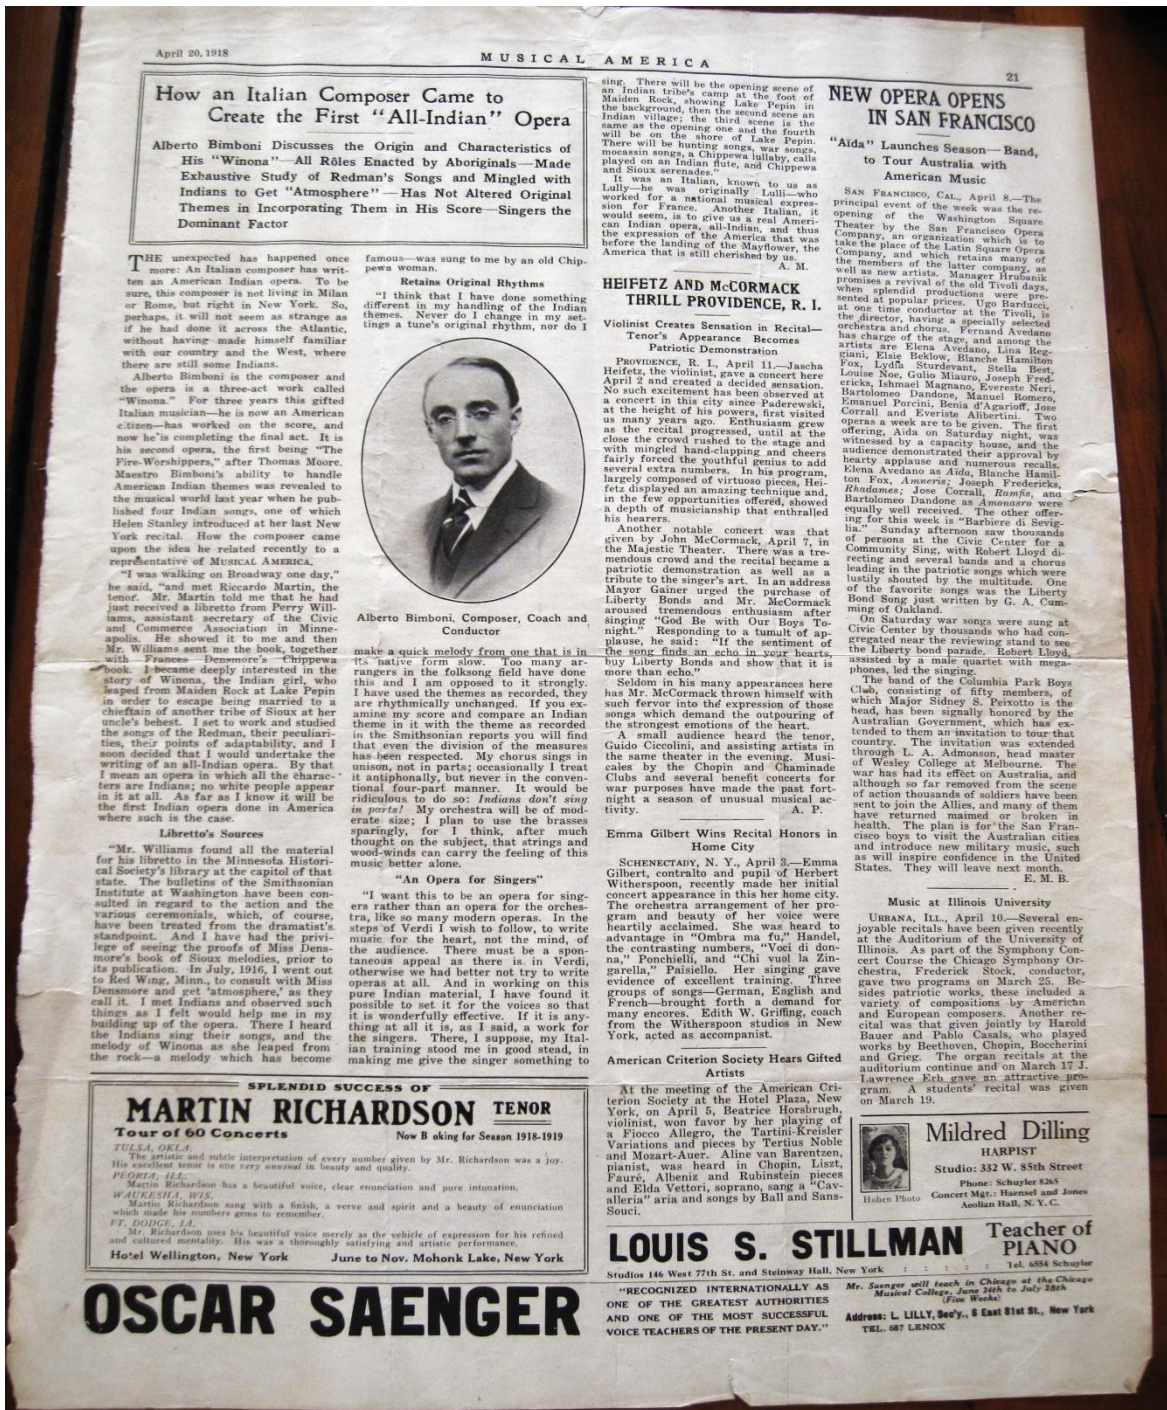 April 20, 1918
MUSICAL AMERICA
21
How an Italian Composer Came to
Create the First "All-Indian" Opera
Alberto Bimboni Discusses the Origin and Characteristics of
His "Winona"—All Rôles Enacted by Aboriginals—Made
Exhaustive Study of Redman's Songs and Mingled with
Indians to Get "Atmosphere"—Has Not Altered Original
Themes in Incorporating Them in His Score—Singers the
Dominant Factor
THE unexpected has happened once
more: An Italian composer has writ-
ten an American Indian opera. To be
sure, this composer is not living in Milan
or Rome, but right in New York. So,
perhaps, it will not seem as strange as
if he had done it across the Atlantic,
without having made himself familiar
with our country and the West, where
there are still some Indians.
Alberto Bimboni is the composer and
the opera is a three-act work called
"Winona." For three years this gifted
Italian musician—he is now an American
citizen—has worked on the score, and
now he is completing the final act. It is
his second opera, the first being "The
Fire-Worshippers," after Thomas Moore.
Maestro Bimboni's ability to handle
American Indian themes was revealed to
the musical world last year when he pub-
lished four Indian songs, one of which
Helen Stanley introduced at her last New
York recital. How the composer came
upon the idea he related recently to a
representative of MUSICAL AMERICA.
"I was walking on Broadway one day,"
he said, "and met Riccardo Martin, the
tenor. Mr. Martin told me that he had
just received a libretto from Perry Will-
iams, assistant secretary of the Civic
and Commerce Association in Minne-
apolis. He showed it to me and then
Mr. Williams sent me the book, together
with Frances Densmore's Chippewa
book. I became deeply interested in the
story of Winona, the Indian girl, who
leaped from Maiden Rock at Lake Pepin
in order to escape being married to a
chieftain of another tribe of Sioux at her
uncle's behest. I set to work and studied
the songs of the Redman, their peculiari-
ties, their points of adaptability, and I
soon decided that I would undertake the
writing of an all-Indian opera. By that
I mean an opera in which all the charac-
ters are Indians; no white people appear
in it at all. As far as I know it will be
the first Indian opera done in America
where such is the case.
Libretto's Sources
"Mr. Williams found all the material
for his libretto in the Minnesota Histori-
cal Society's library at the capitol of that
state. The bulletins of the Smithsonian
Institute at Washington have been con-
sulted in regard to the action and the
various ceremonials, which, of course,
have been treated from the dramatist's
standpoint. And I have had the privi-
lege of seeing the proofs of Miss Dens-
more's book of Sioux melodies, prior to
its publication. In July, 1916, I went out
to Red Wing, Minn., to consult with Miss
Densmore and get 'atmosphere,' as they
call it. I met Indians and observed such
things as I felt would help me in my
building up of the opera. There I heard
the Indians sing their songs, and the
melody of Winona as she leaped from
the rock—a melody which has become
famous—was sung to me by an old Chip-
pewa woman.
Retains Original Rhythms
"I think that I have done something
different in my handling of the Indian
themes. Never do I change in my set-
tings a tune's original rhythm, nor do I
Alberto Bimboni, Composer, Coach and
Conductor
make a quick melody from one that is in
its native form slow. Too many ar-
rangers in the folksong field have done
this and I am opposed to it strongly.
I have used the themes as recorded, they
are rhythmically unchanged. If you ex-
amine my score and compare an Indian
theme in it with the theme as recorded
in the Smithsonian reports you will find
that even the division of the measures
has been respected. My chorus sings in
unison, not in parts; occasionally I treat
it antiphonally, but never in the conven-
tional four-part manner. It would be
ridiculous to do so: Indians don't sing
in parts! My orchestra will be of mod-
erate size; I plan to use the brasses
sparingly, for I think, after much
thought on the subject, that strings and
wood-winds can carry the feeling of this
music better alone.
"An Opera for Singers"
"I want this to be an opera for sing-
ers rather than an opera for the orches-
tra, like so many modern operas. In the
steps of Verdi I wish to follow, to write
music for the heart, not the mind, of
the audience. There must be a spon-
taneous appeal as there is in Verdi,
otherwise we had better not try to write
operas at all. And in working on this
pure Indian material, I have found it
possible to set it for the voices so that
it is wonderfully effective. If it is any-
thing at all it is, as I said, a work for
the singers. There, I suppose, my Ital-
ian training stood me in good stead, in
making me give the singer something to
sing. There will be the opening scene of
an Indian tribe's camp at the foot of
Maiden Rock, showing Lake Pepin in
the background, then the second scene an
Indian village; the third scene is the
same as the opening one and the fourth
will be on the shore of Lake Pepin.
There will be hunting songs, war songs,
mocassin songs, a Chippewa lullaby, calls
played on an Indian flute, and Chippewa
and Sioux serenades."
It was an Italian, known to us as
Lully—he was originally Lulli—who
worked for a national musical expres-
sion for France. Another Italian, it
would seem, is to give us a real Ameri-
can Indian opera, all-Indian, and thus
the expression of the America that was
before the landing of the Mayflower, the
America that is still cherished by us.
A. M.
HEIFETZ AND McCORMACK
THRILL PROVIDENCE, R. I.
Violinist Creates Sensation in Recital—
Tenor's Appearance Becomes
Patriotic Demonstration
PROVIDENCE, R. I., April 11.—Jascha
Heifetz, the violinist, gave a concert here
April 2 and created a decided sensation.
No such excitement has been observed at
a concert in this city since Paderewski,
at the height of his powers, first visited
us many years ago. Enthusiasm grew
as the recital progressed, until at the
close the crowd rushed to the stage and
with mingled hand-clapping and cheers
fairly forced the youthful genius to add
several extra numbers. In his program,
largely composed of virtuoso pieces, Hei-
fetz displayed an amazing technique and,
in the few opportunities offered, showed
a depth of musicianship that enthralled
his hearers.
Another notable concert was that
given by John McCormack, April 7, in
the Majestic Theater. There was a tre-
mendous crowd and the recital became a
patriotic demonstration as well as a
tribute to the singer's art. In an address
Mayor Gainer urged the purchase of
Liberty Bonds and Mr. McCormack
aroused tremendous enthusiasm after
singing "God Be with Our Boys To-
night." Responding to a tumult of ap-
plause, he said: "If the sentiment of
the song finds an echo in your hearts,
buy Liberty Bonds and show that it is
more than echo."
Seldom in his many appearances here
has Mr. McCormack thrown himself with
such fervor into the expression of those
songs which demand the outpouring of
the strongest emotions of the heart.
A small audience heard the tenor,
Guido Ciccolini, and assisting artists in
the same theater in the evening. Musi-
cales by the Chopin and Chaminade
Clubs and several benefit concerts for
war purposes have made the past fort-
night a season of unusual musical ac-
tivity. A. P.
Emma Gilbert Wins Recital Honors in
Home City
SCHENECTADY, N. Y., April 3.—Emma
Gilbert, contralto and pupil of Herbert
Witherspoon, recently made her initial
concert appearance in this her home city.
The orchestra arrangement of her pro-
gram and beauty of her voice were
heartily acclaimed. She was heard to
advantage in "Ombra ma fu," Handel,
the contrasting numbers, "Voci di don-
na," Ponchielli, and "Chi vuol la Zin-
garella," Paisiello. Her singing gave
evidence of excellent training. Three
groups of songs—German, English and
French—brought forth a demand for
many encores. Edith W. Griffing, coach
from the Witherspoon studios in New
York, acted as accompanist.
American Criterion Society Hears Gifted
Artists
At the meeting of the American Cri-
terion Society at the Hotel Plaza, New
York, on April 5, Beatrice Horsbrugh,
violinist, won favor by her playing of
a Fiocco Allegro, the Tartini-Kreisler
Variations and pieces by Tertius Noble
and Mozart-Auer. Aline van Barentzen,
pianist, was heard in Chopin, Liszt,
Fauré, Albeniz and Rubinstein pieces
and Elda Vettori, soprano, sang a "Cav-
alleria" aria and songs by Ball and Sans-
Souci.
NEW OPERA OPENS
IN SAN FRANCISCO
"Aïda" Launches Season—Band,
to Tour Australia with
American Music
SAN FRANCISCO, CAL., April 8.—The
principal event of the week was the re-
opening of the Washington Square
Theater by the San Francisco Opera
Company, an organization which is to
take the place of the Latin Square Opera
Company, and which retains many of
the members of the latter company, as
well as new artists. Manager Hrubanik
promises a revival of the old Tivoli days,
when splendid productions were pre-
sented at popular prices. Ugo Barducci,
at one time conductor at the Tivoli, is
the director, having a specially selected
orchestra and chorus. Fernand Avedano
has charge of the stage, and among the
artists are Elena Avedano, Lina Reg-
giani, Elsie Beklow, Blanche Hamilton
Fox, Lydia Sturdevant, Stella Best,
Louise Noe, Gulio Miauro, Joseph Fred-
ericks, Ishmael Magnano, Evereste Neri,
Bartolomeo Dandone, Manuel Romero,
Emanuel Porcini, Benia d'Agarioff, Jose
Corrall and Everiste Alibertini. Two
operas a week are to be given. The first
offering, Aïda on Saturday night, was
witnessed by a capacity house, and the
audience demonstrated their approval by
hearty applause and numerous recalls.
Elena Avedano as Aïda, Blanche Hamil-
ton Fox, Amneris; Joseph Fredericks,
Rhadames; Jose Corrall, Ramfis, and
Bartolomeo Dandone as Amonasro were
equally well received. The other offer-
ing for this week is "Barbiere di Sevig-
lia." Sunday afternoon saw thousands
of persons at the Civic Center for a
Community Sing, with Robert Lloyd di-
recting and several bands and a chorus
leading in the patriotic songs which were
lustily shouted by the multitude. One
of the favorite songs was the Liberty
Bond Song just written by G. A. Cum-
ming of Oakland.
On Saturday war songs were sung at
Civic Center by thousands who had con-
gregated near the reviewing stand to see
the Liberty bond parade. Robert Lloyd,
assisted by a male quartet with mega-
phones, led the singing.
The band of the Columbia Park Boys
Club, consisting of fifty members, of
which Major Sidney S. Peixotto is the
head, has been signally honored by the
Australian Government, which has ex-
tended to them an invitation to tour that
country. The invitation was extended
through L. A. Admonson, head master
of Wesley College at Melbourne. The
war has had its effect on Australia, and
although so far removed from the scene
of action thousands of soldiers have been
sent to join the Allies, and many of them
have returned maimed or broken in
health. The plan is for the San Fran-
cisco boys to visit the Australian cities
and introduce new military music, such
as will inspire confidence in the United
States. They will leave next month.
E. M. B.
Music at Illinois University
URBANA, ILL., April 10.—Several en-
joyable recitals have been given recently
at the Auditorium of the University of
Illinois. As part of the Symphony Con-
cert Course the Chicago Symphony Or-
chestra, Frederick Stock, conductor,
gave two programs on March 25. Be-
sides patriotic works, these included a
variety of compositions by American
and European composers. Another re-
cital was that given jointly by Harold
Bauer and Pablo Casals, who played
works by Beethoven, Chopin, Boccherini
and Grieg. The organ recitals at the
auditorium continue and on March 17 J.
Lawrence Erb gave an attractive pro-
gram. A students' recital was given
on March 19.
SPLENDID SUCCESS OF
MARTIN RICHARDSON TENOR
Tour of 60 Concerts Now B oking for Season 1918-1919
TULSA, OKLA.
The artistic and subtle interpretation of every number given by Mr. Richardson was a joy.
His excellent tenor is one very unusual in beauty and quality.
PEORIA, ILL.
Martin Richardson has a beautiful voice, clear enunciation and pure intonation.
WAUKESHA, WIS.
Martin Richardson sang with a finish, a verve and spirit and a beauty of enunciation
which made his numbers gems to remember.
FT. DODGE, IA.
Mr. Richardson uses his beautiful voice merely as the vehicle of expression for his refined
and cultured mentality. His was a thoroughly satisfying and artistic performance.
Hotel Wellington, New York June to Nov. Mohonk Lake, New York
Mildred Dilling
HARPIST
Studio: 332 W. 85th Street
Phone: Schuyler 8265
Concert Mgt.: Haensel and Jones
Aeolian Hall, N. Y. C.
Hohen Photo
LOUIS S. STILLMAN Teacher of
PIANO
Studios 146 West 77th St. and Steinway Hall, New York : : : : : Tel. 6554 Schuyler
OSCAR SAENGER
"RECOGNIZED INTERNATIONALLY AS
ONE OF THE GREATEST AUTHORITIES
AND ONE OF THE MOST SUCCESSFUL
VOICE TEACHERS OF THE PRESENT DAY."
Mr. Saenger will teach in Chicago at the Chicago
Musical College, June 24th to July 28th
(Five Weeks)
Address: L. LILLY, Sec'y., 6 East 81st St., New York
TEL. 687 LENOX